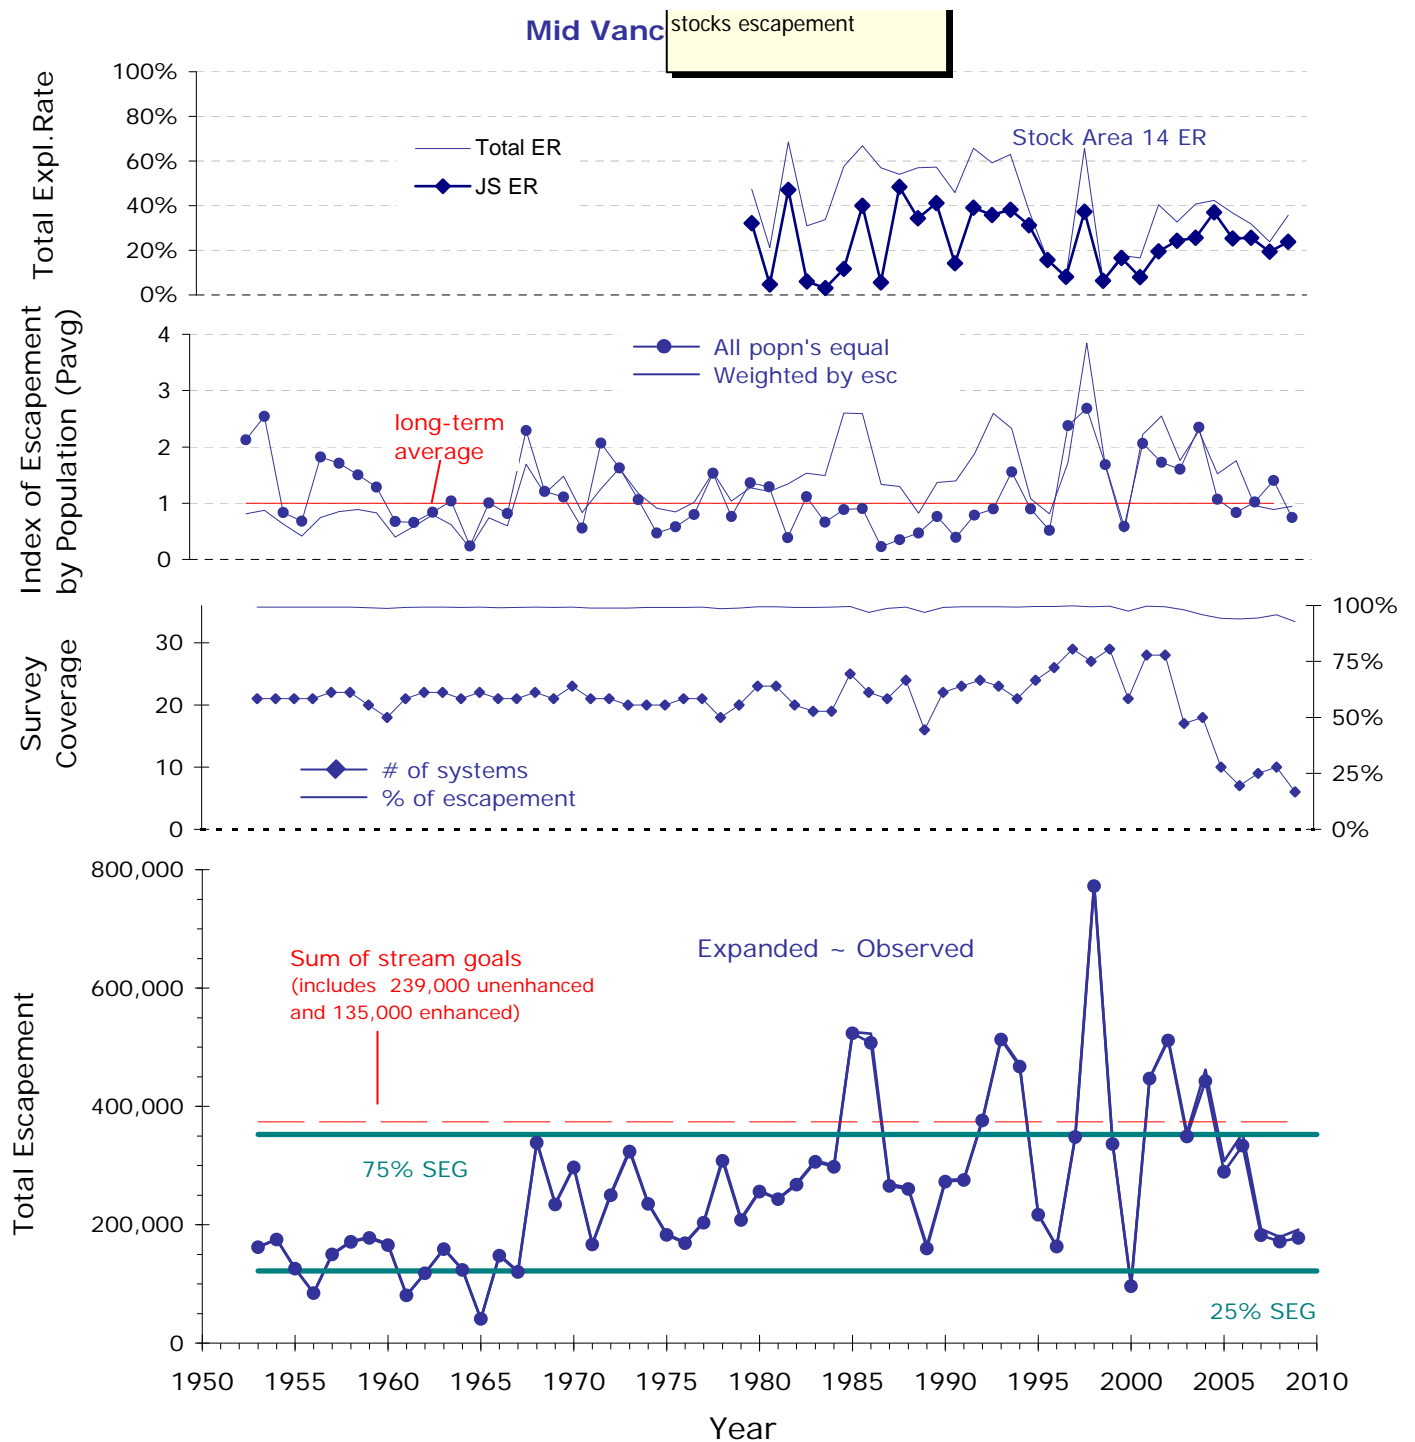 Mid Vanc
stocks escapement
Total Expl.Rate
100%
80%
60%
40%
20%
0%
Total ER
JS ER
Stock Area 14 ER
Index of Escapement
by Population (Pavg)
4
3
2
1
0
All popn's equal
Weighted by esc
long-term
average
Survey
Coverage
30
20
10
0
100%
75%
50%
25%
0%
# of systems
% of escapement
Total Escapement
800,000
600,000
400,000
200,000
0
Expanded ~ Observed
Sum of stream goals
(includes 239,000 unenhanced
and 135,000 enhanced)
75% SEG
25% SEG
1950 1955 1960 1965 1970 1975 1980 1985 1990 1995 2000 2005 2010
Year